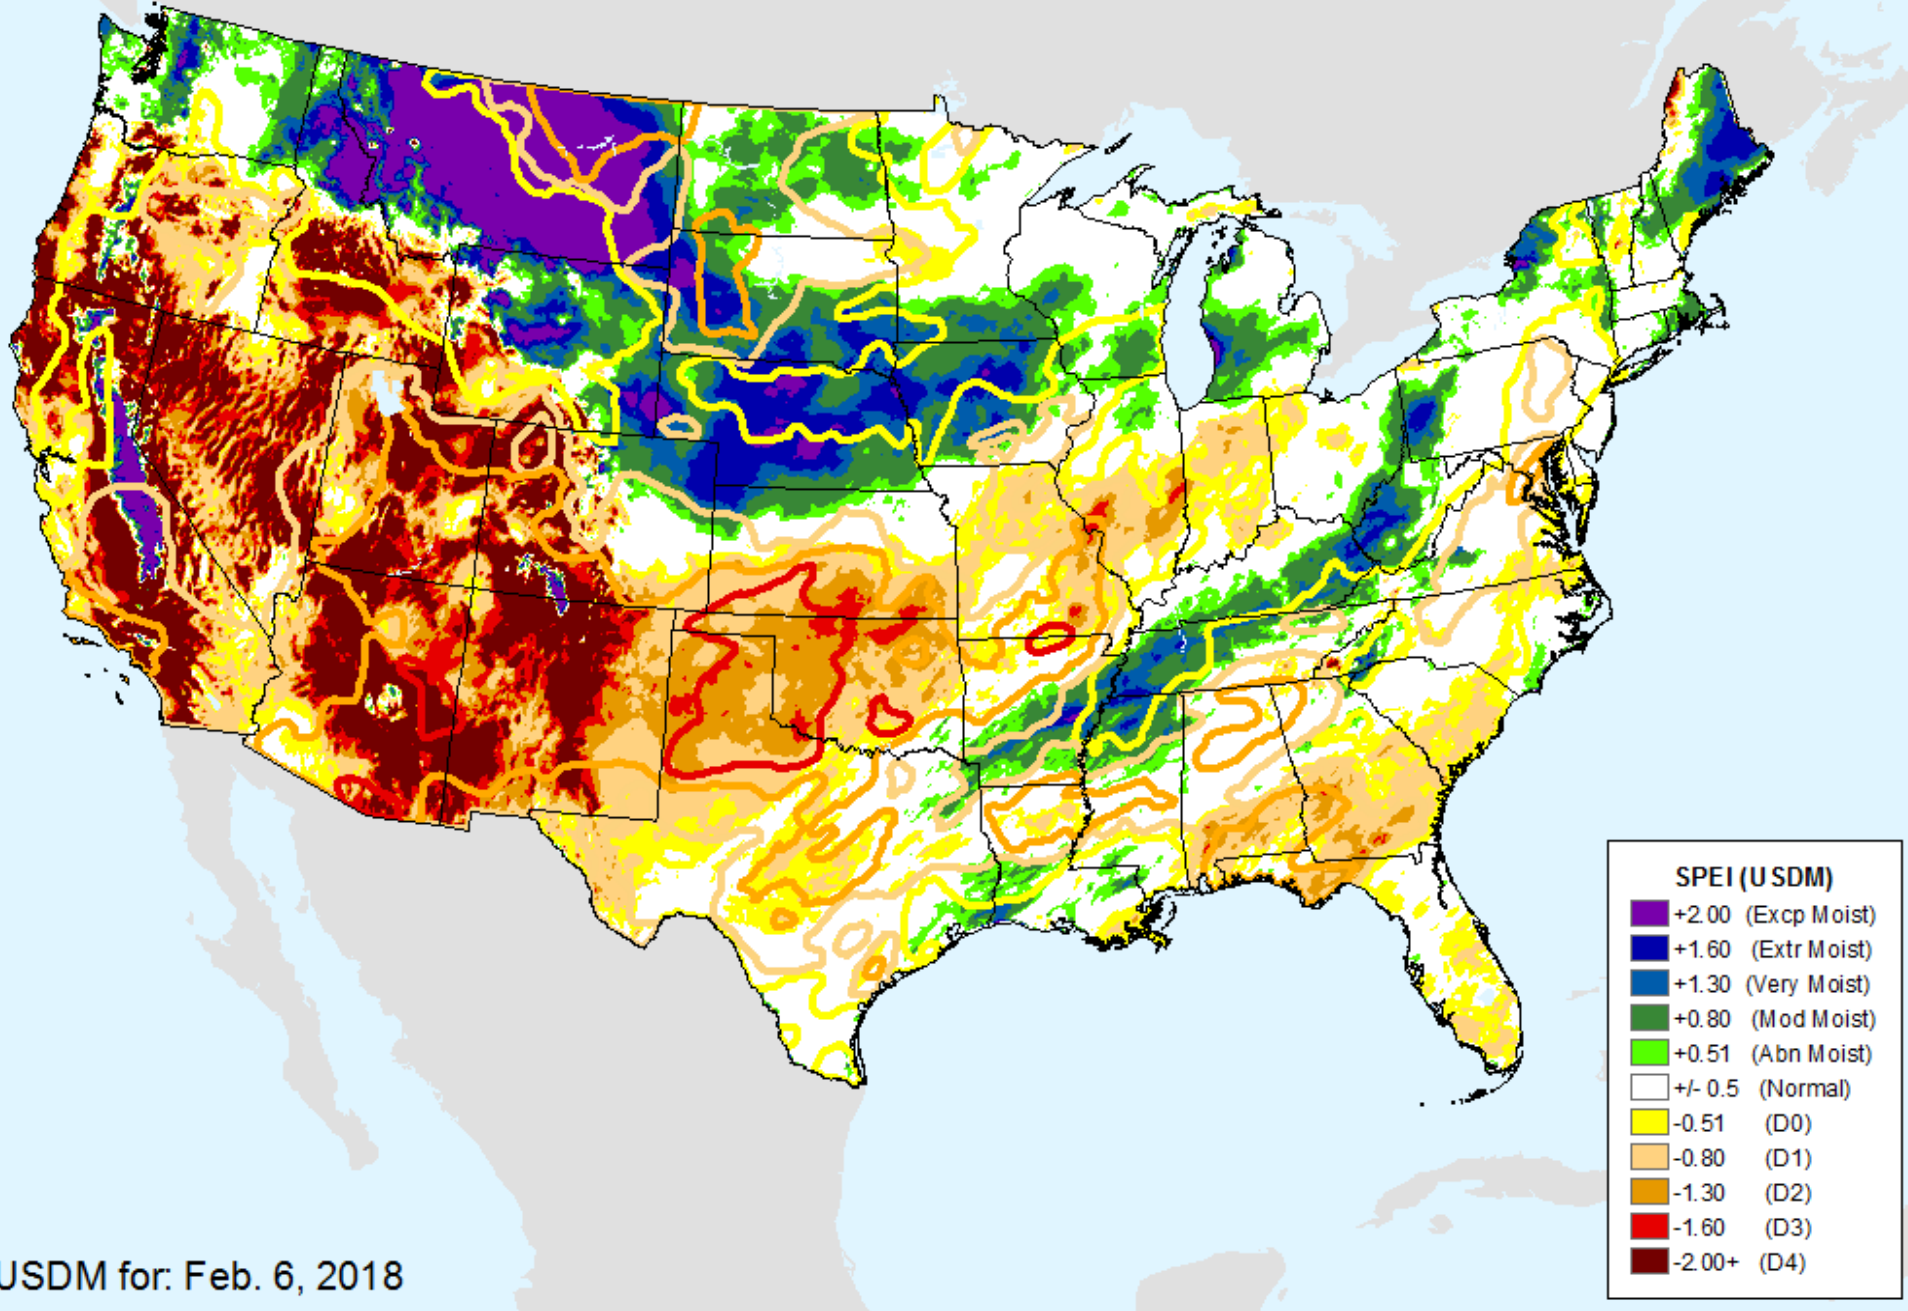 SPEI (USDM)
+2.00 (Excp Moist)
+1.60 (Extr Moist)
+1.30 (Very Moist)
+0.80 (Mod Moist)
+0.51 (Abn Moist)
+/- 0.5 (Normal)
-0.51 (D0)
-0.80 (D1)
-1.30 (D2)
-1.60 (D3)
-2.00+ (D4)
USDM for: Feb. 6, 2018